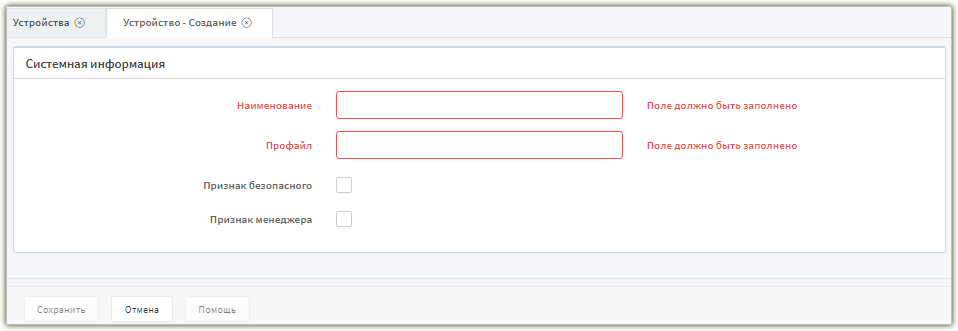 Устройства
Устройство - Создание
Системная информация
Наименование
Поле должно быть заполнено
Профайл
Поле должно быть заполнено
Признак безопасного
Признак менеджера
Сохранить
Отмена
Помощь